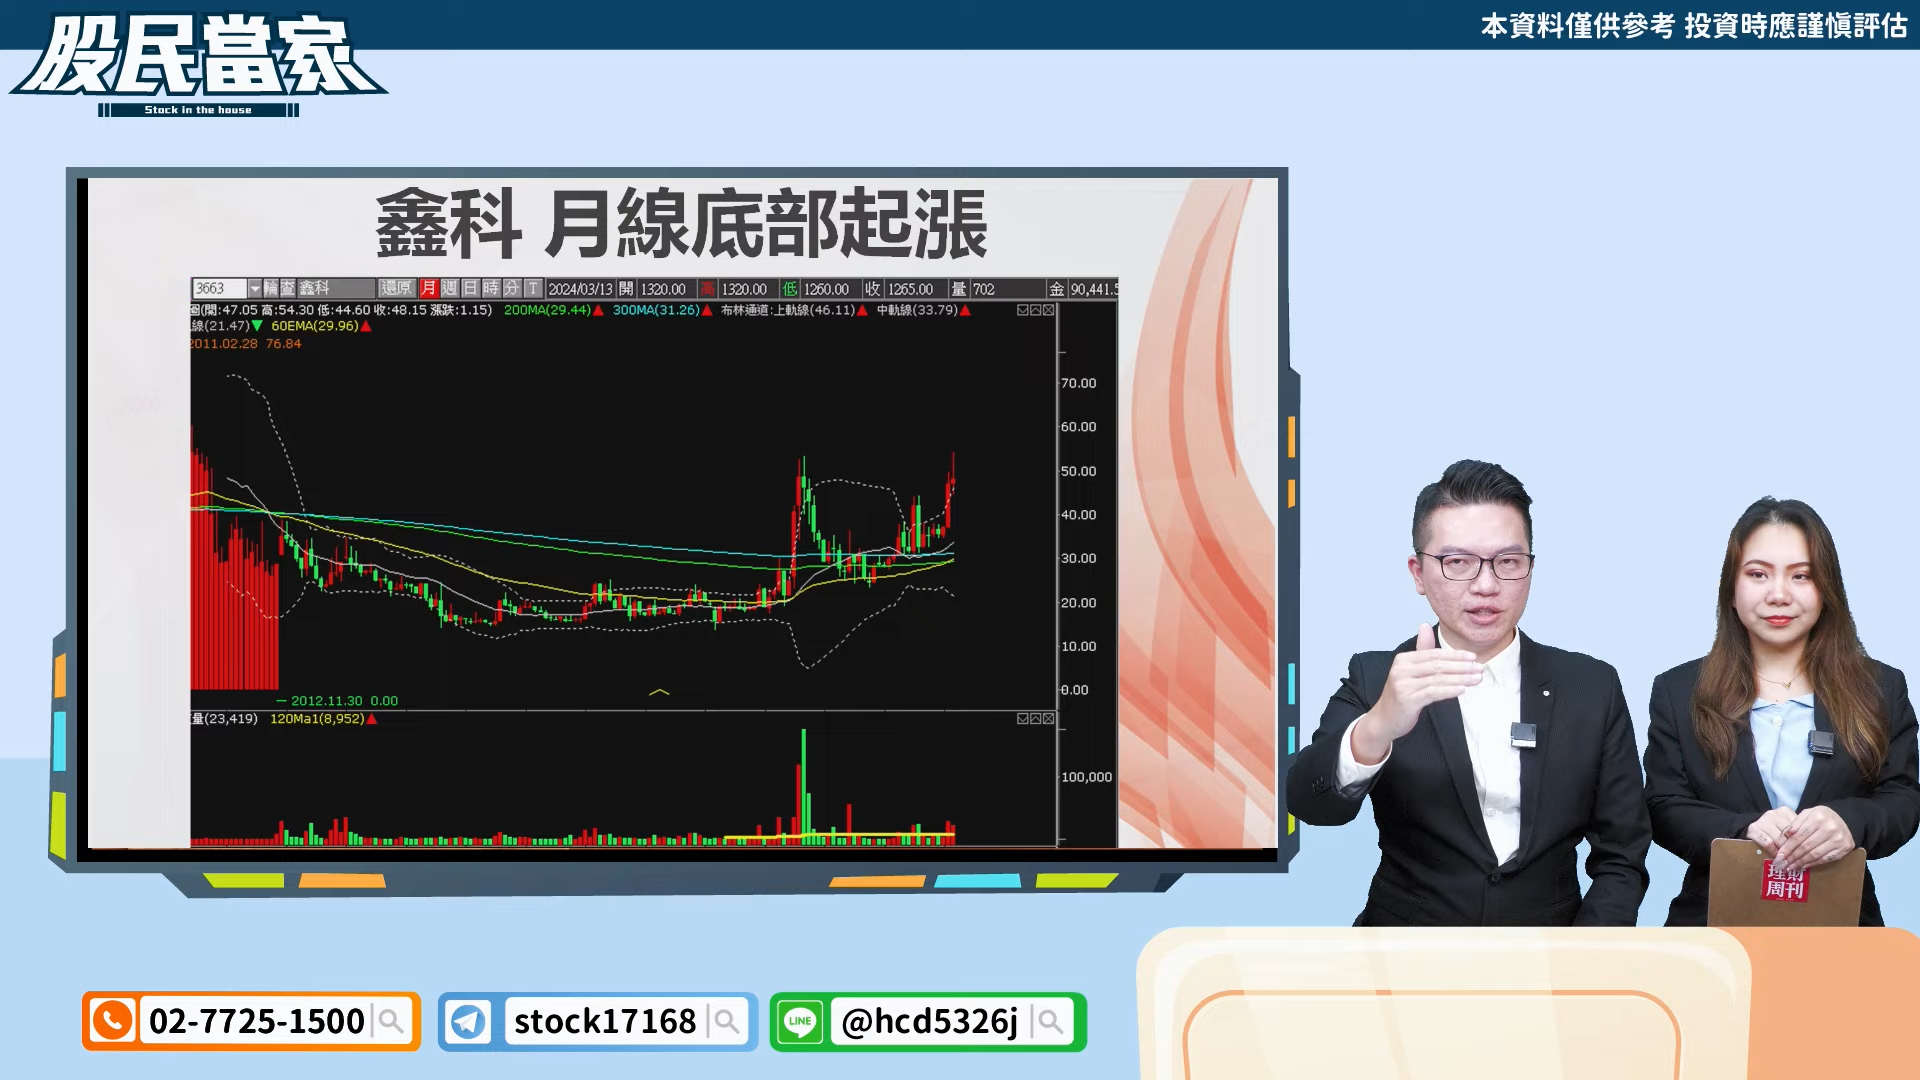 股民當家
Stock in the house
本資料僅供參考 投資時應謹慎評估
鑫科 月線底部起漲
3663 輪 查 鑫科 還原 月 週 日 時 分 T 2024/03/13 開 1320.00 高 1320.00 低 1260.00 收 1265.00 量 702 金 90,441.5
圖(開:47.05 高:54.30 低:44.60 收:48.15 漲跌:1.15) 200MA(29.44)▲ 300MA(31.26)▲ 布林通道:上軌線(46.11)▲ 中軌線(33.79)▲
線(21.47)▼ 60EMA(29.96)▲
2011.02.28 76.84
70.00
60.00
50.00
40.00
30.00
20.00
10.00
0.00
2012.11.30 0.00
量(23,419) 120Ma1(8,952)▲
100,000
理財
周刊
02-7725-1500
stock17168
LINE @hcd5326j